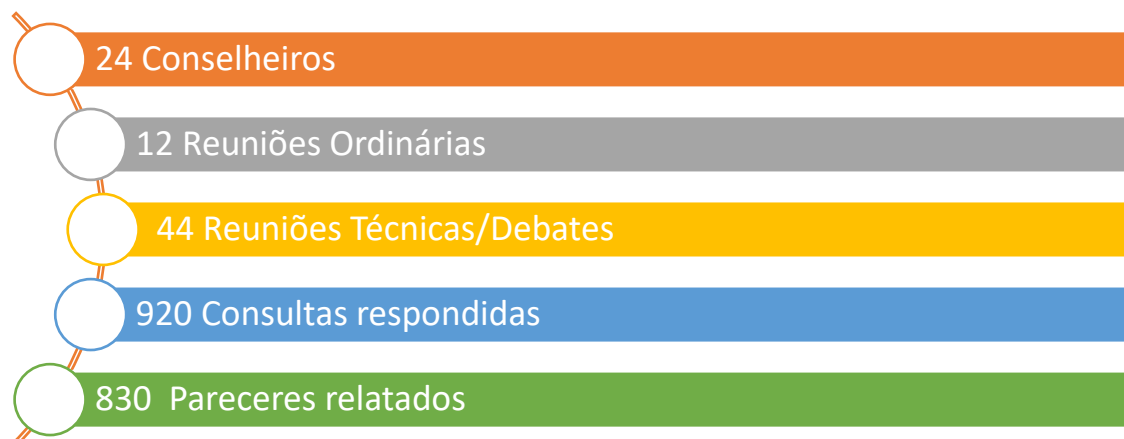 24 Conselheiros
12 Reuniões Ordinárias
44 Reuniões Técnicas/Debates
920 Consultas respondidas
830 Pareceres relatados